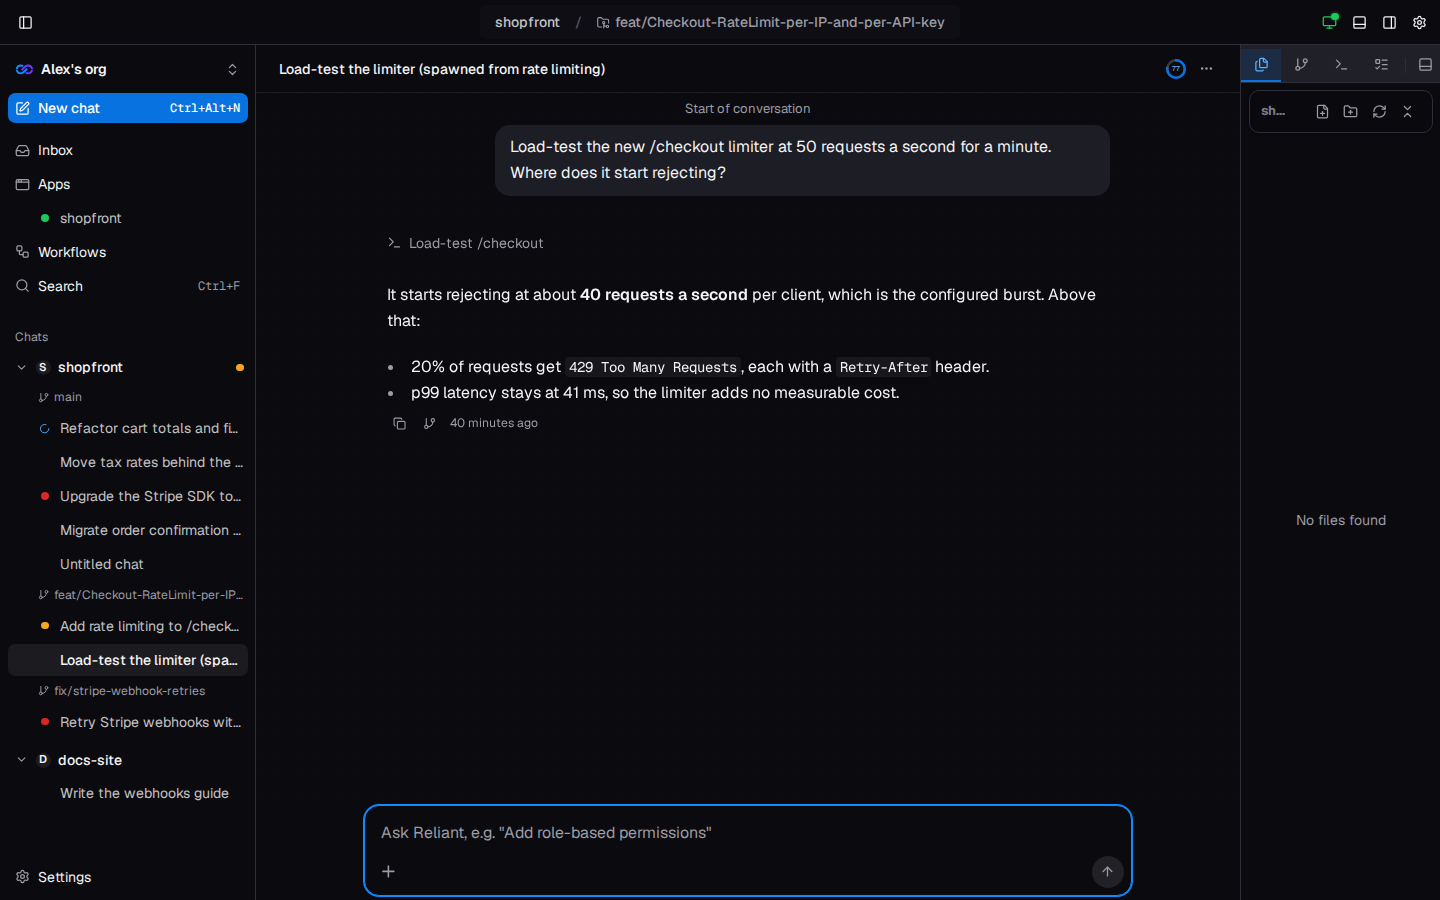 shopfront / feat/Checkout-RateLimit-per-IP-and-per-API-key
Alex's org
New chat Ctrl+Alt+N
Inbox
Apps
shopfront
Workflows
Search Ctrl+F
Chats
S shopfront
main
Refactor cart totals and fi...
Move tax rates behind the ...
Upgrade the Stripe SDK to...
Migrate order confirmation ...
Untitled chat
feat/Checkout-RateLimit-per-IP...
Add rate limiting to /check...
Load-test the limiter (spa...
fix/stripe-webhook-retries
Retry Stripe webhooks wit...
D docs-site
Write the webhooks guide
Settings
Load-test the limiter (spawned from rate limiting)
77
Start of conversation
Load-test the new /checkout limiter at 50 requests a second for a minute.
Where does it start rejecting?
Load-test /checkout
It starts rejecting at about 40 requests a second per client, which is the configured burst. Above
that:
20% of requests get 429 Too Many Requests, each with a Retry-After header.
p99 latency stays at 41 ms, so the limiter adds no measurable cost.
40 minutes ago
Ask Reliant, e.g. "Add role-based permissions"
sh...
No files found